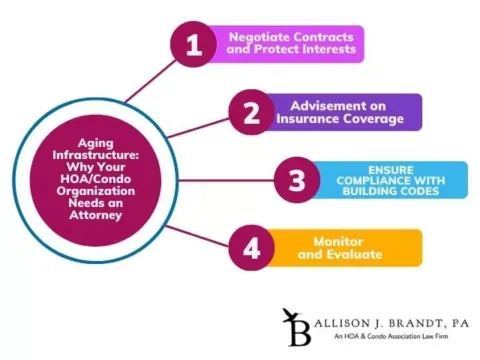 Aging
Infrastructure:
Why Your
HOA/Condo
Organization
Needs an
Attorney
1
Negotiate Contracts
and Protect Interests
2
Advisement on
Insurance Coverage
3
ENSURE
COMPLIANCE WITH
BUILDING CODES
4
Monitor
and Evaluate
B
ALLISON J. BRANDT, PA
An HOA & Condo Association Law Firm